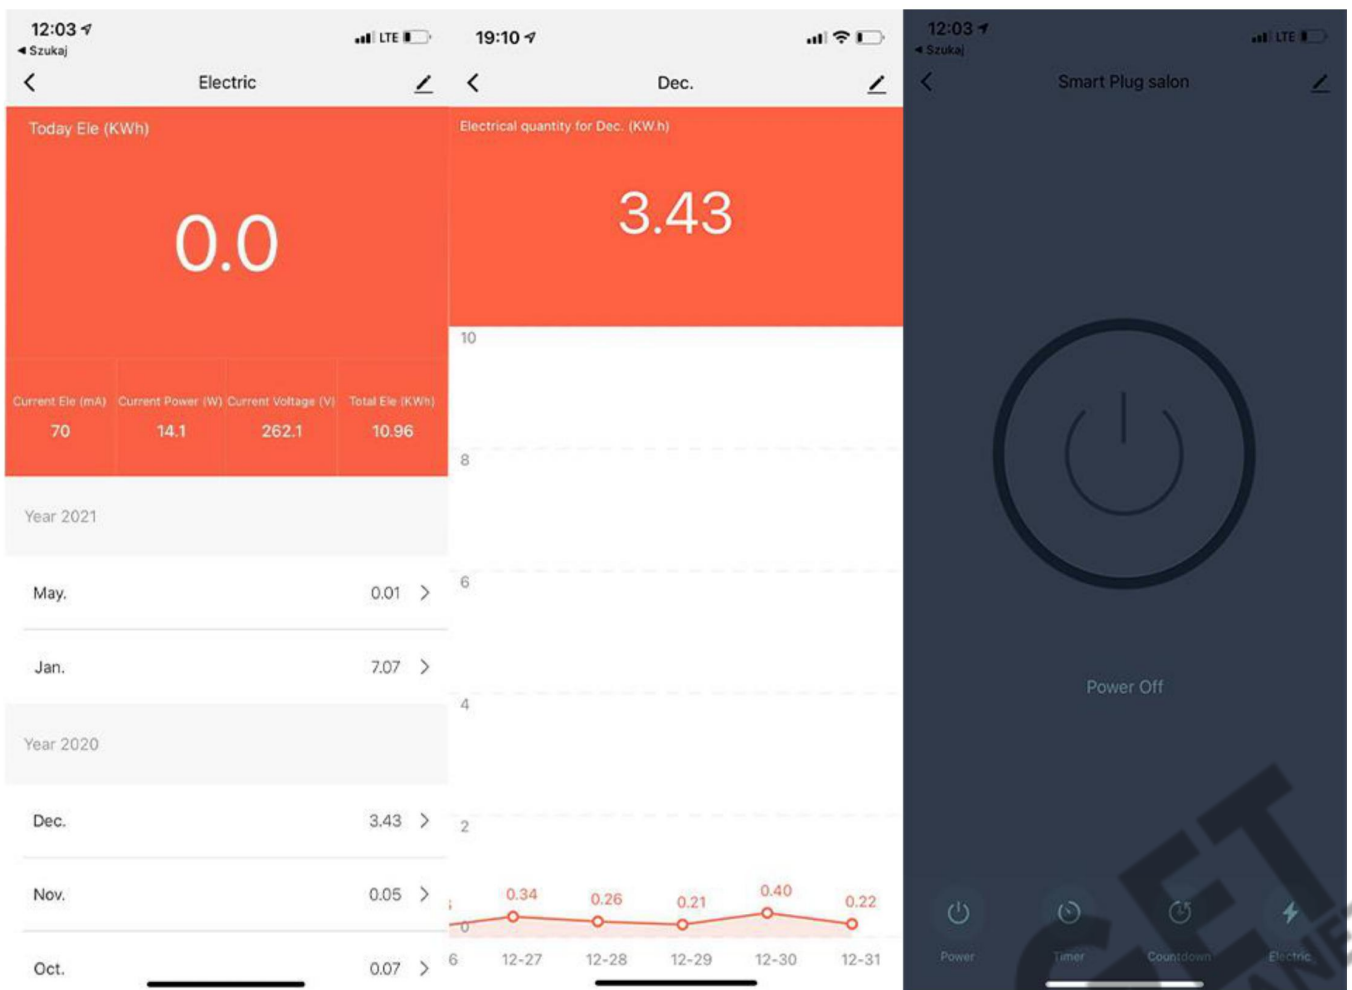 12:03
LTE
◄ Szukaj
Electric
Today Ele (KWh)
0.0
Current Ele (mA) Current Power (W) Current Voltage (V) Total Ele (KWh)
70 14.1 262.1 10.96
Year 2021
May. 0.01
Jan. 7.07
Year 2020
Dec. 3.43
Nov. 0.05
Oct. 0.07
19:10
Dec.
Electrical quantity for Dec. (KW.h)
3.43
10
8
6
4
2
0
0.34 0.26 0.21 0.40 0.22
6 12-27 12-28 12-29 12-30 12-31
12:03
LTE
◄ Szukaj
Smart Plug salon
Power Off
Power Timer Countdown Electric